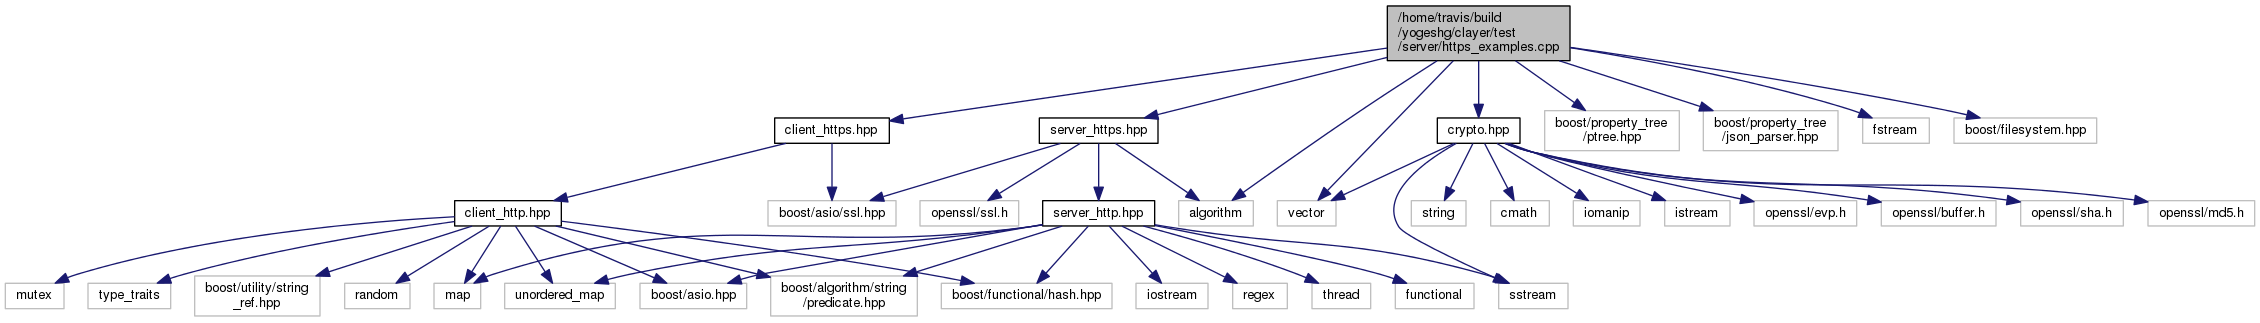 /home/travis/build
/yogeshg/clayer/test
/server/https_examples.cpp
client_https.hpp
server_https.hpp
crypto.hpp
boost/property_tree
/ptree.hpp
boost/property_tree
/json_parser.hpp
fstream
boost/filesystem.hpp
client_http.hpp
boost/asio/ssl.hpp
openssl/ssl.h
server_http.hpp
algorithm
vector
string
cmath
iomanip
istream
openssl/evp.h
openssl/buffer.h
openssl/sha.h
openssl/md5.h
mutex
type_traits
boost/utility/string
_ref.hpp
random
map
unordered_map
boost/asio.hpp
boost/algorithm/string
/predicate.hpp
boost/functional/hash.hpp
iostream
regex
thread
functional
sstream